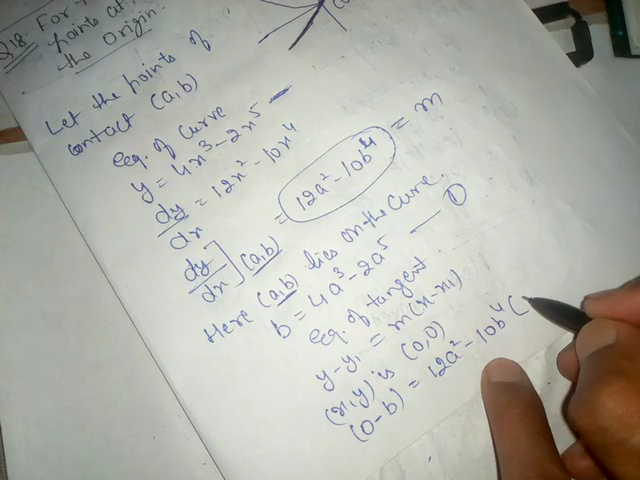 Q18. For
points at
the origin.
Let the points of
contact (a,b)
eq. of curve
y = 4x³ - 2x⁵ —
dy/dx = 12x² - 10x⁴
dy/dx](a,b) = 12a² - 10b⁴ = m
Here (a,b) lies on the curve.
b = 4a³ - 2a⁵ — ①
eq. of tangent
y - y₁ = m(x - x₁)
(x,y) is (0,0)
(0-b) = 12a² - 10b⁴ (